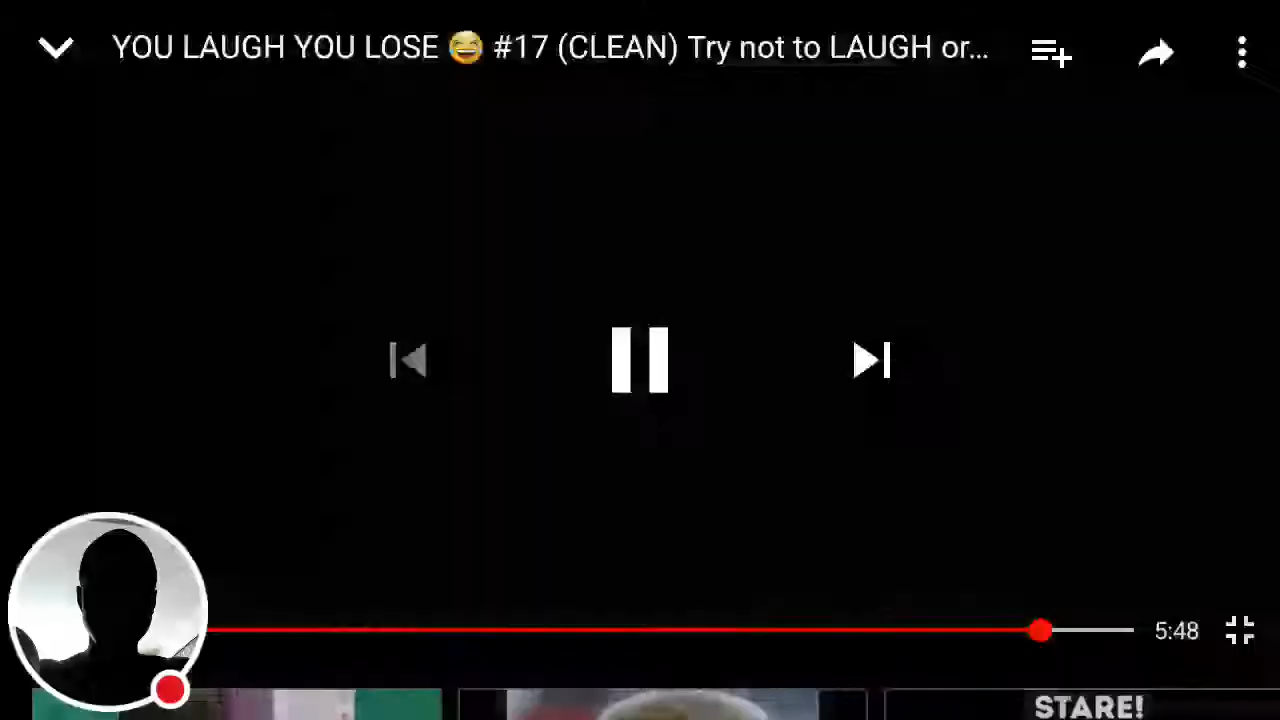 YOU LAUGH YOU LOSE 😂 #17 (CLEAN) Try not to LAUGH or...
5:48
STARE!